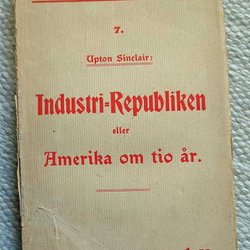 7.
Upton Sinclair:
Industri-Republiken
eller
Amerika om tio år.